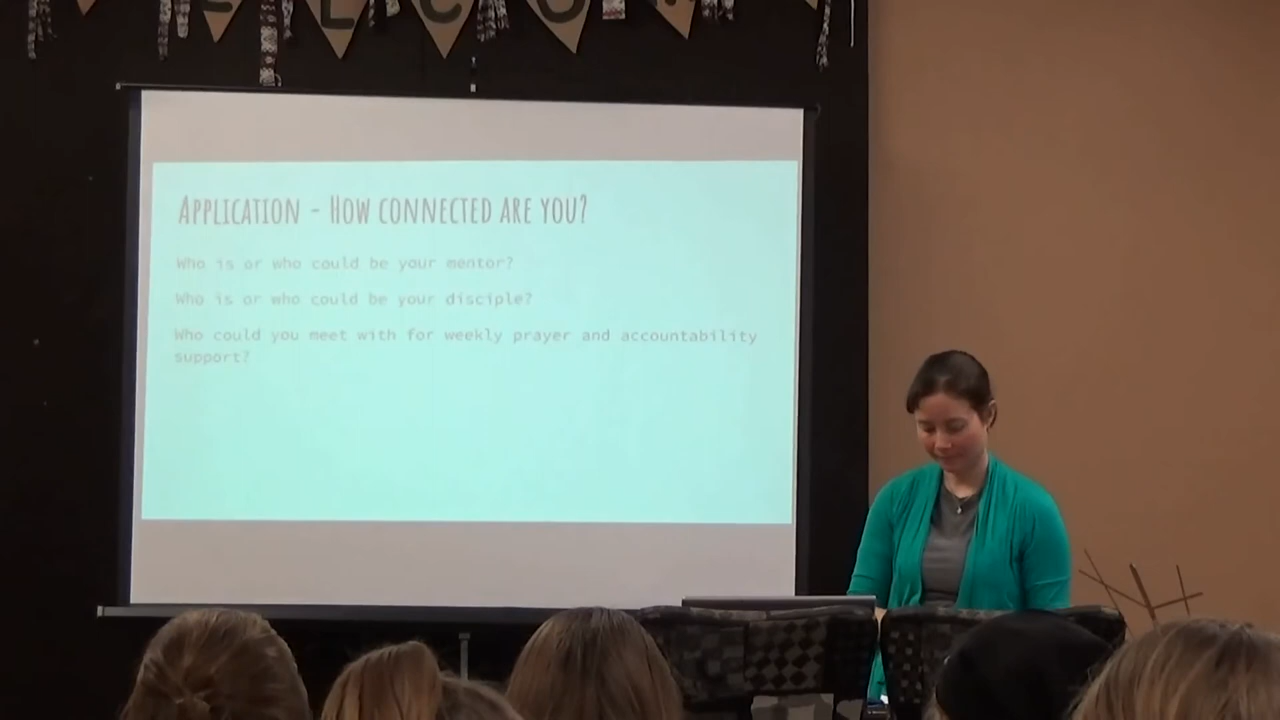 ELCO
Application - How connected are you?
Who is or who could be your mentor?
Who is or who could be your disciple?
Who could you meet with for weekly prayer and accountability
support?